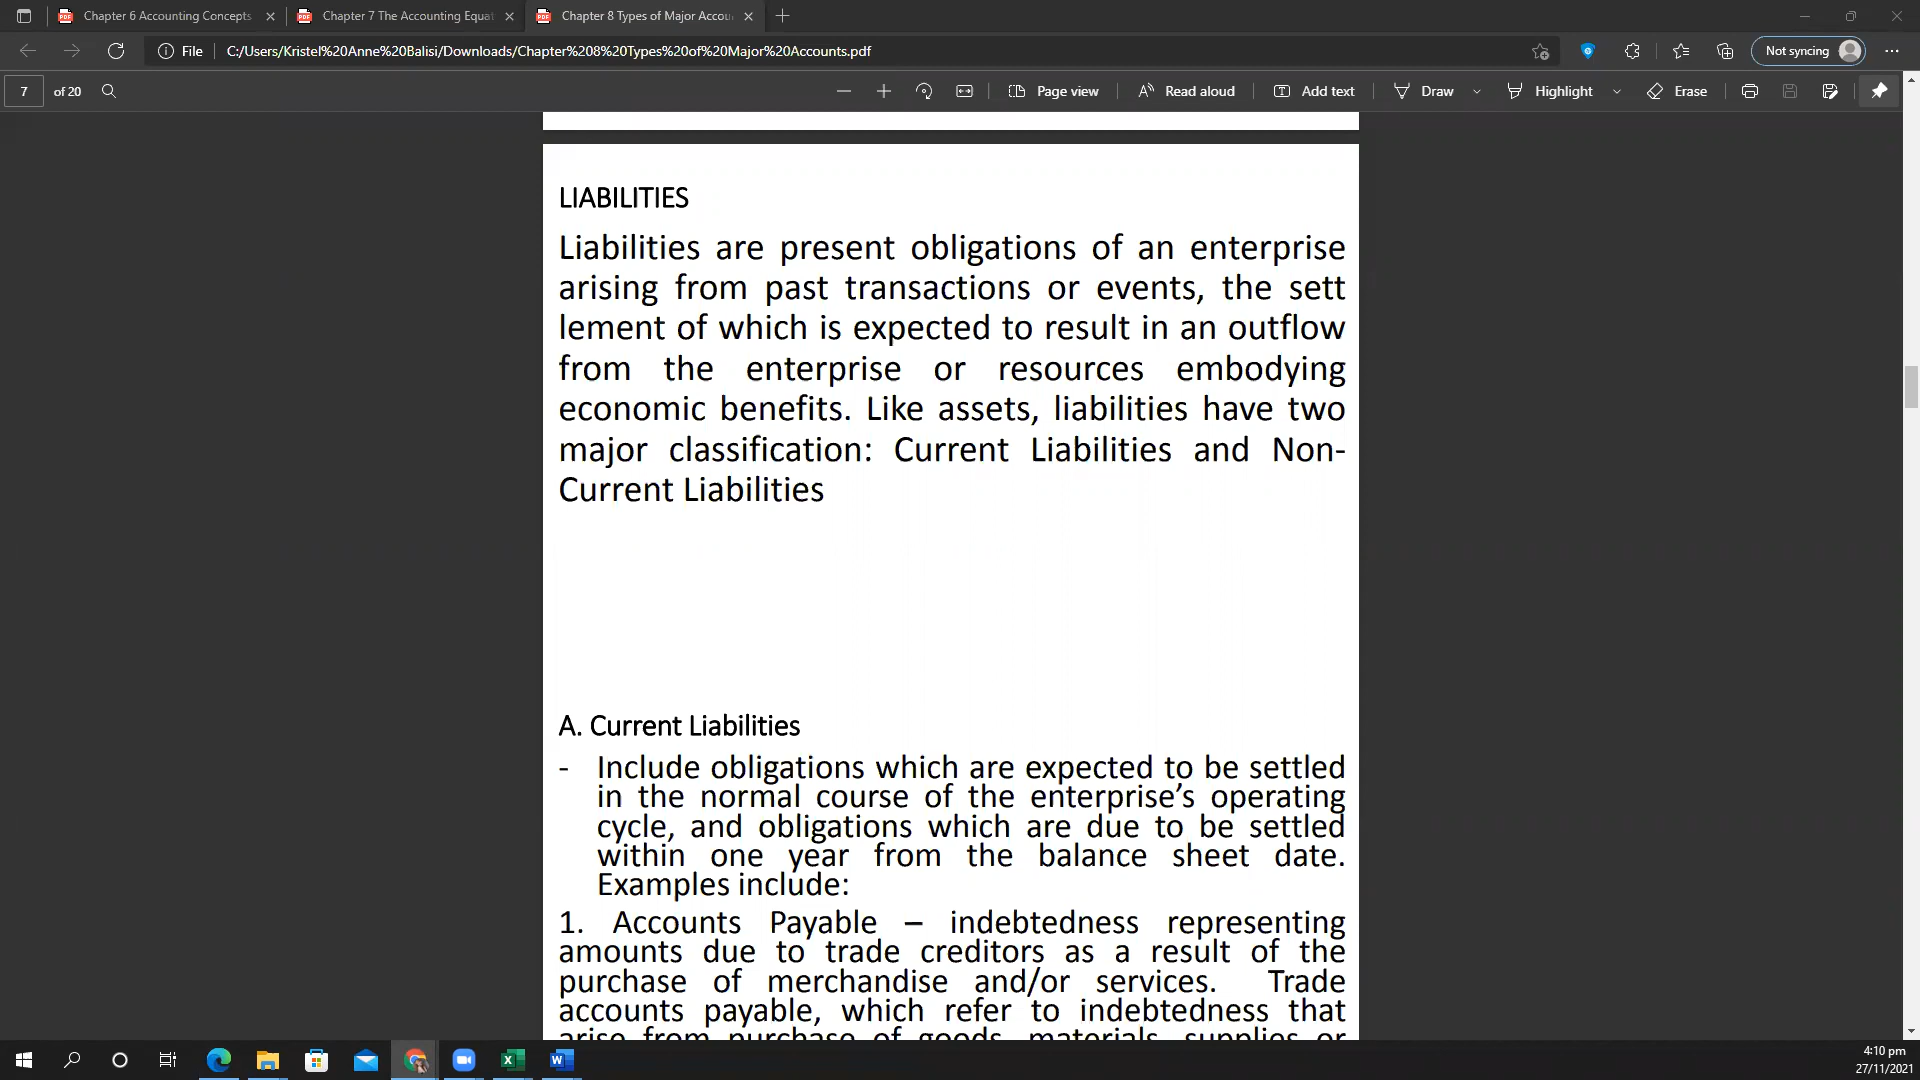 Chapter 6 Accounting Concepts
Chapter 7 The Accounting Equat
Chapter 8 Types of Major Accou
File
C:/Users/Kristel%20Anne%20Balisi/Downloads/Chapter%208%20Types%20of%20Major%20Accounts.pdf
Not syncing
7 of 20
Page view
Read aloud
Add text
Draw
Highlight
Erase
LIABILITIES
Liabilities are present obligations of an enterprise
arising from past transactions or events, the sett
lement of which is expected to result in an outflow
from the enterprise or resources embodying
economic benefits. Like assets, liabilities have two
major classification: Current Liabilities and Non-
Current Liabilities
A. Current Liabilities
- Include obligations which are expected to be settled
in the normal course of the enterprise's operating
cycle, and obligations which are due to be settled
within one year from the balance sheet date.
Examples include:
1. Accounts Payable – indebtedness representing
amounts due to trade creditors as a result of the
purchase of merchandise and/or services. Trade
accounts payable, which refer to indebtedness that
arise from purchase of goods, materials, supplies or
4:10 pm
27/11/2021